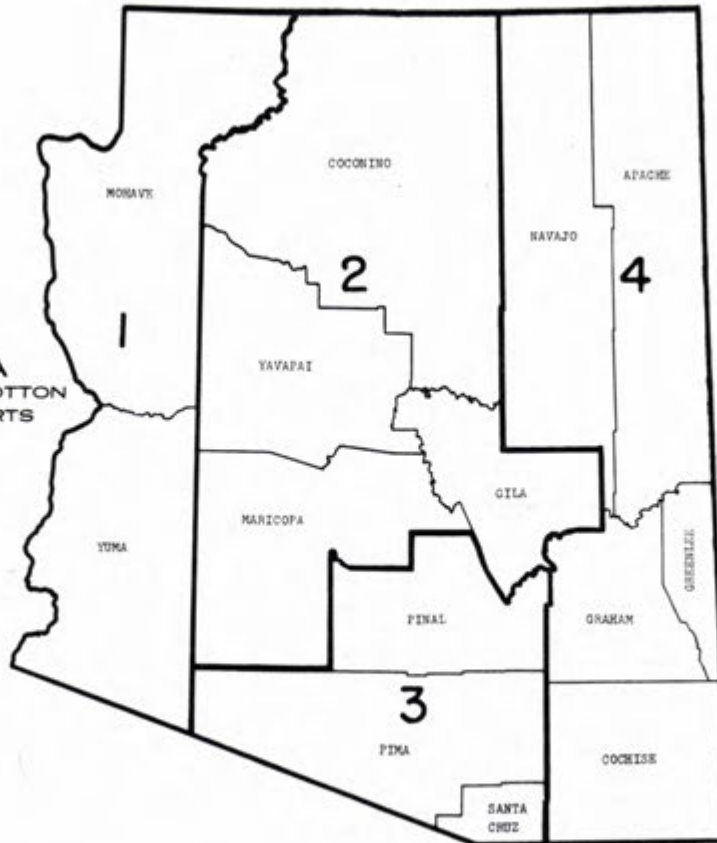 COCONINO
APACHE
MOHAVE
NAVAJO
2
4
1
YAVAPAI
A
OTTON
RTS
GILA
MARICOPA
YUMA
GREENLEE
PINAL
GRAHAM
3
PIMA
COCHISE
SANTA
CRUZ